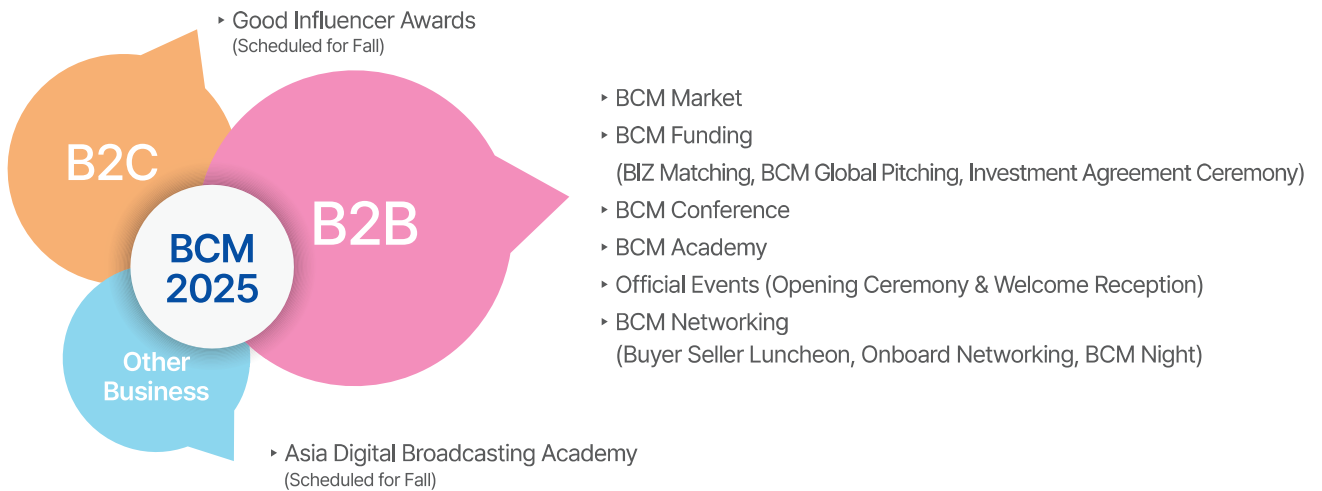 ‣ Good Influencer Awards
(Scheduled for Fall)
B2C
B2B
BCM
2025
Other
Business
‣ BCM Market
‣ BCM Funding
(BIZ Matching, BCM Global Pitching, Investment Agreement Ceremony)
‣ BCM Conference
‣ BCM Academy
‣ Official Events (Opening Ceremony & Welcome Reception)
‣ BCM Networking
(Buyer Seller Luncheon, Onboard Networking, BCM Night)
‣ Asia Digital Broadcasting Academy
(Scheduled for Fall)